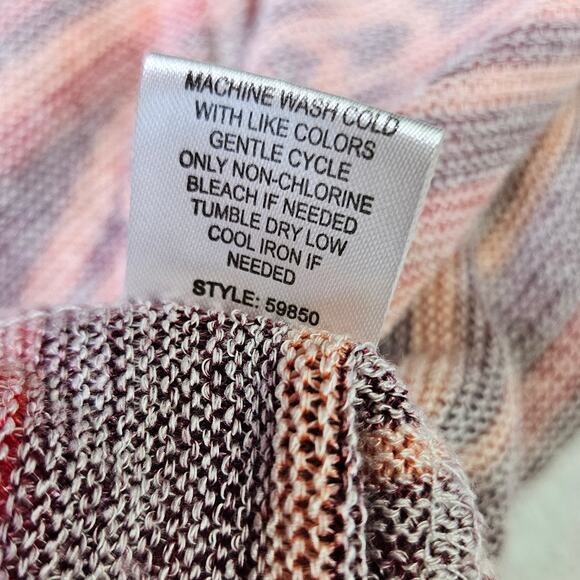 MACHINE WASH COLD
WITH LIKE COLORS
GENTLE CYCLE
ONLY NON-CHLORINE
BLEACH IF NEEDED
TUMBLE DRY LOW
COOL IRON IF
NEEDED
STYLE: 59850